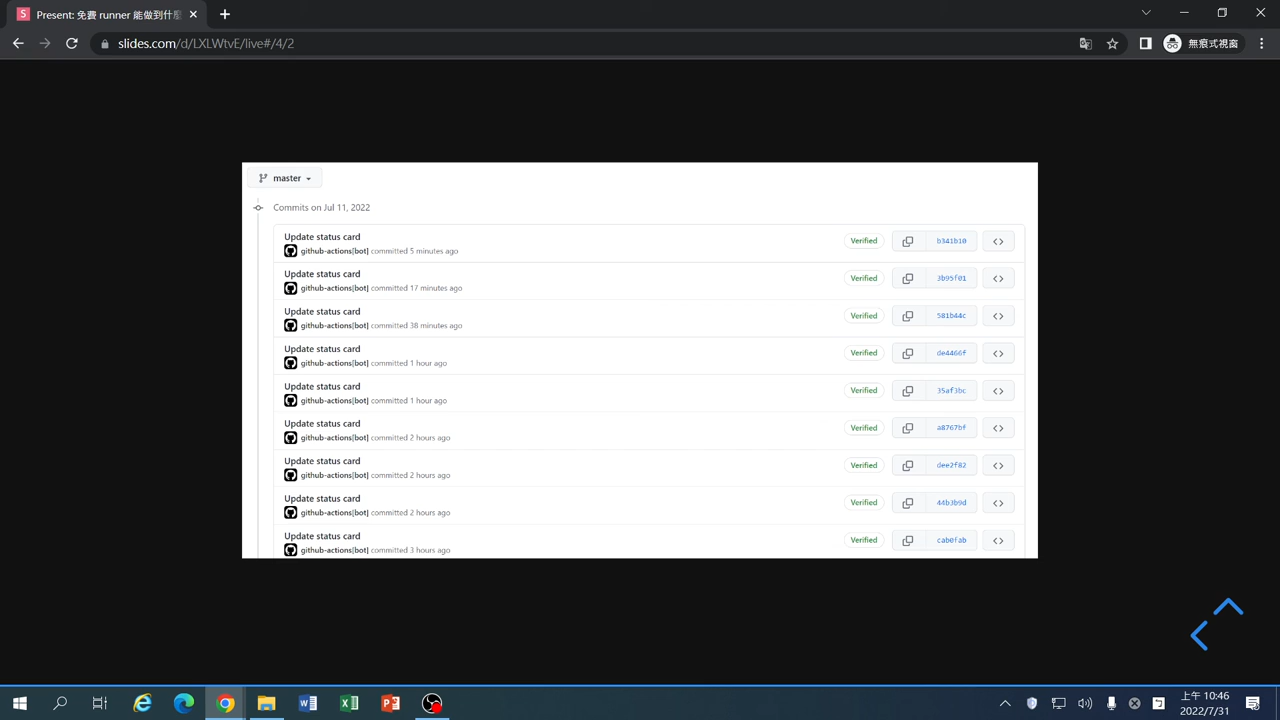 Present: 免費 runner 能做到什麼
slides.com/d/LXLWtvE/live#/4/2
無痕式視窗
master
Commits on Jul 11, 2022
Update status card
github-actions[bot] committed 5 minutes ago
Verified
b341b10
Update status card
github-actions[bot] committed 17 minutes ago
Verified
3b95f01
Update status card
github-actions[bot] committed 38 minutes ago
Verified
581b44c
Update status card
github-actions[bot] committed 1 hour ago
Verified
de4466f
Update status card
github-actions[bot] committed 1 hour ago
Verified
35af3bc
Update status card
github-actions[bot] committed 2 hours ago
Verified
a8767bf
Update status card
github-actions[bot] committed 2 hours ago
Verified
dee2f82
Update status card
github-actions[bot] committed 2 hours ago
Verified
44b3b9d
Update status card
github-actions[bot] committed 3 hours ago
Verified
cab0fab
上午 10:46
2022/7/31